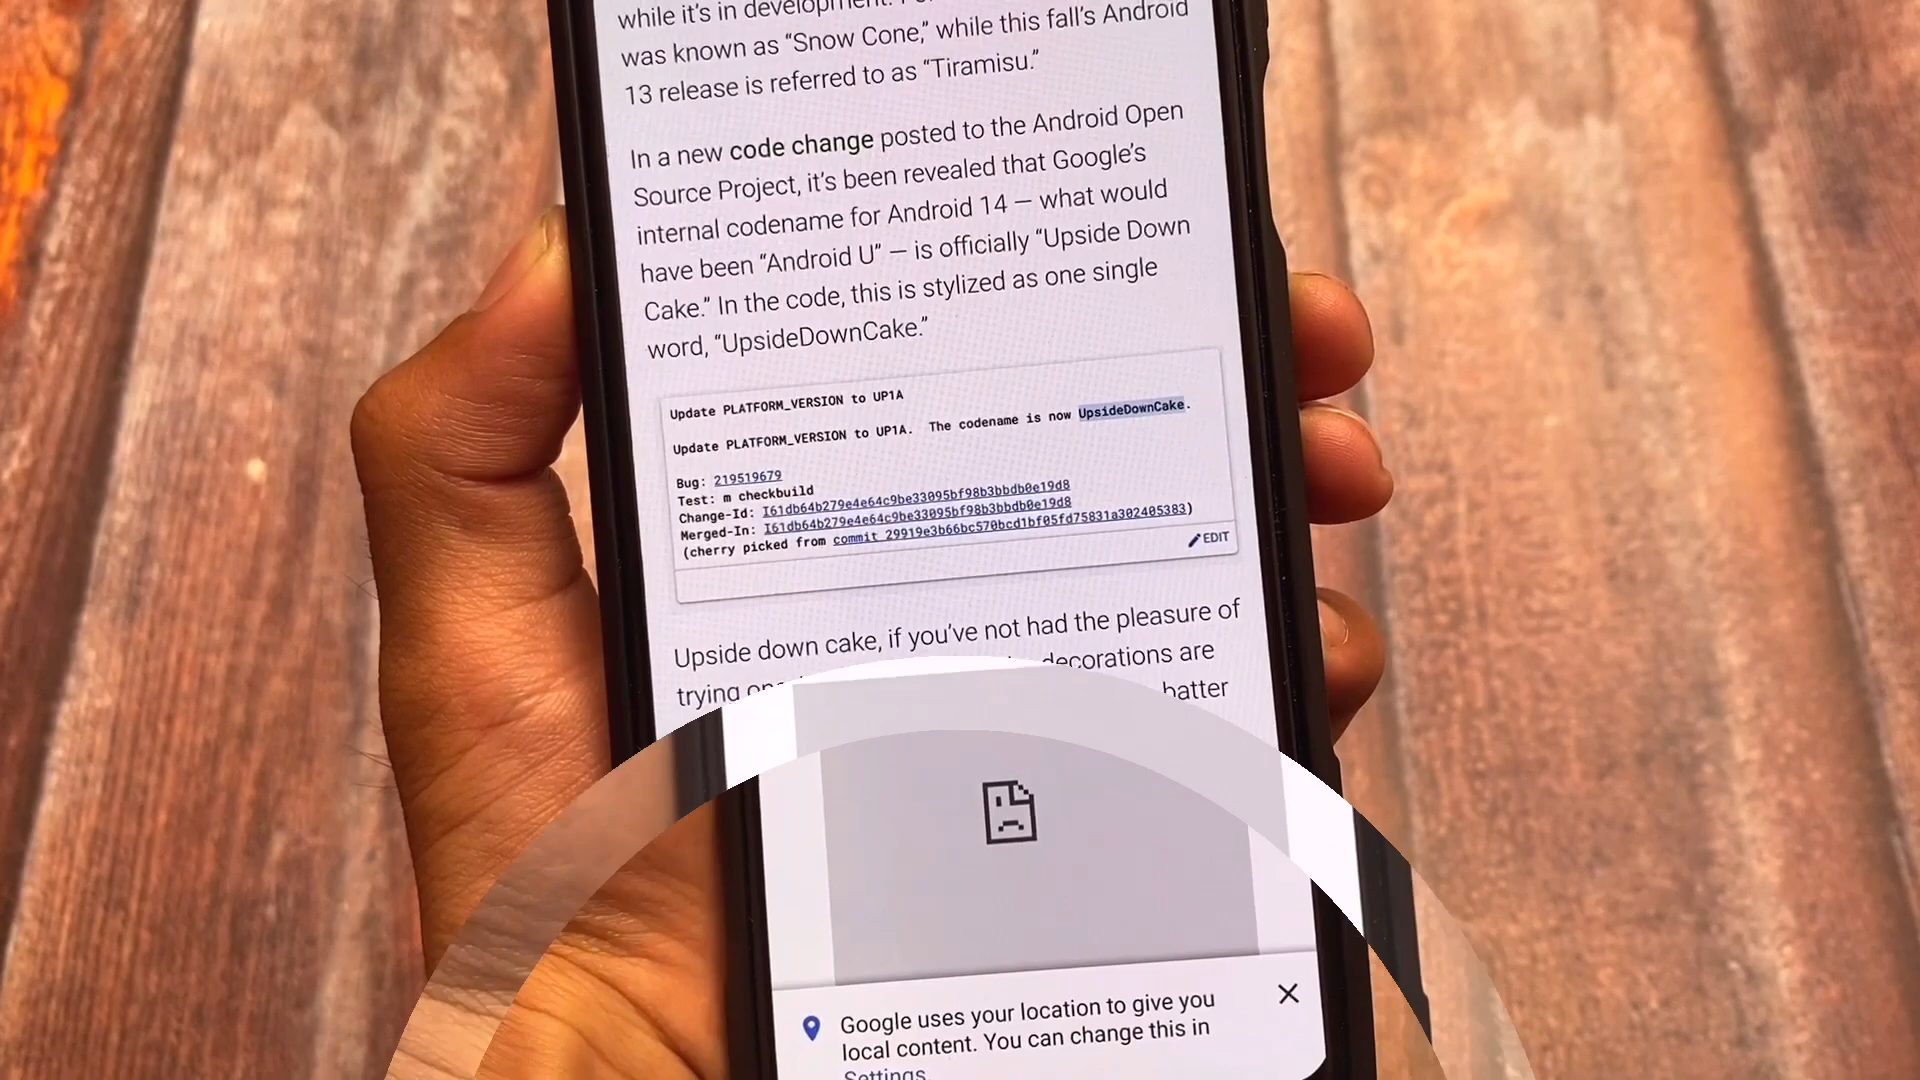 while it's in development.
was known as “Snow Cone,” while this fall's Android
13 release is referred to as “Tiramisu.”
In a new code change posted to the Android Open
Source Project, it's been revealed that Google's
internal codename for Android 14 — what would
have been “Android U” — is officially “Upside Down
Cake.” In the code, this is stylized as one single
word, “UpsideDownCake.”
Update PLATFORM_VERSION to UP1A
Update PLATFORM_VERSION to UP1A. The codename is now UpsideDownCake.
Bug: 219519679
Test: m checkbuild
Change-Id: I61db64b279e4e64c9be33095bf98b3bbdb0e19d8
Merged-In: I61db64b279e4e64c9be33095bf98b3bbdb0e19d8
(cherry picked from commit 29919e3b66bc570bcd1bf05fd75831a302405383)
EDIT
Upside down cake, if you've not had the pleasure of
trying decorations are
batter
Google uses your location to give you
local content. You can change this in
Settings.